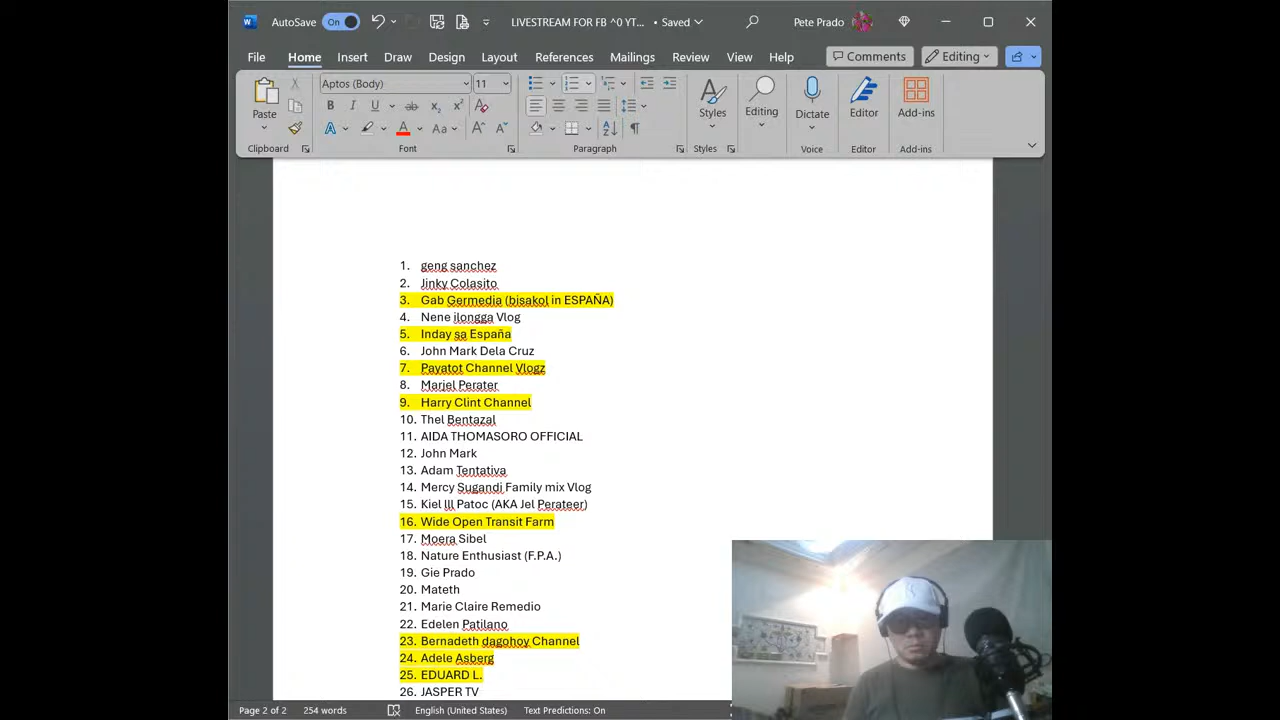 AutoSave On LIVESTREAM FOR FB ^0 YT... • Saved Pete Prado
File Home Insert Draw Design Layout References Mailings Review View Help Comments Editing
Aptos (Body) 11
Paste B I U ab x₂ x² A Styles Editing Dictate Editor Add-ins
A A Aa A A
Clipboard Font Paragraph Styles Voice Editor Add-ins
1. geng sanchez
2. Jinky Colasito
3. Gab Germedia (bisakol in ESPAÑA)
4. Nene ilongga Vlog
5. Inday sa España
6. John Mark Dela Cruz
7. Payatot Channel Vlogz
8. Marjel Perater
9. Harry Clint Channel
10. Thel Bentazal
11. AIDA THOMASORO OFFICIAL
12. John Mark
13. Adam Tentativa
14. Mercy Sugandi Family mix Vlog
15. Kiel lll Patoc (AKA Jel Perateer)
16. Wide Open Transit Farm
17. Moera Sibel
18. Nature Enthusiast (F.P.A.)
19. Gie Prado
20. Mateth
21. Marie Claire Remedio
22. Edelen Patilano
23. Bernadeth dagohoy Channel
24. Adele Asberg
25. EDUARD L.
26. JASPER TV
Page 2 of 2 254 words English (United States) Text Predictions: On